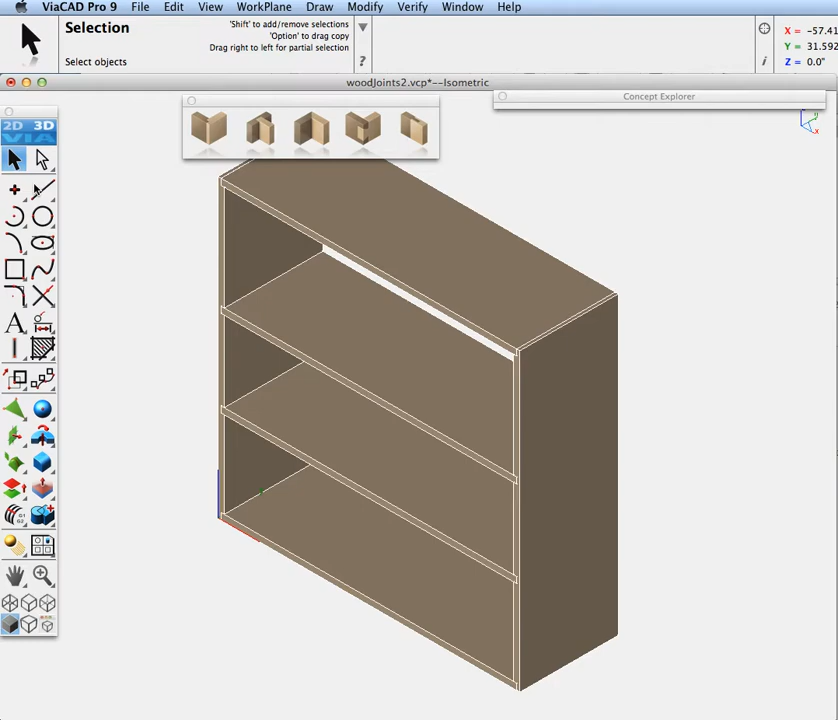 ViaCAD Pro 9 File Edit View WorkPlane Draw Modify Verify Window Help
Selection
'Shift' to add/remove selections
'Option' to drag copy
Drag right to left for partial selection
Select objects
?
i
X = -57.41
Y = 31.592
Z = 0.0"
woodJoints2.vcp*--Isometric
Concept Explorer
y
x
2D 3D
VIA
A
G1
G2